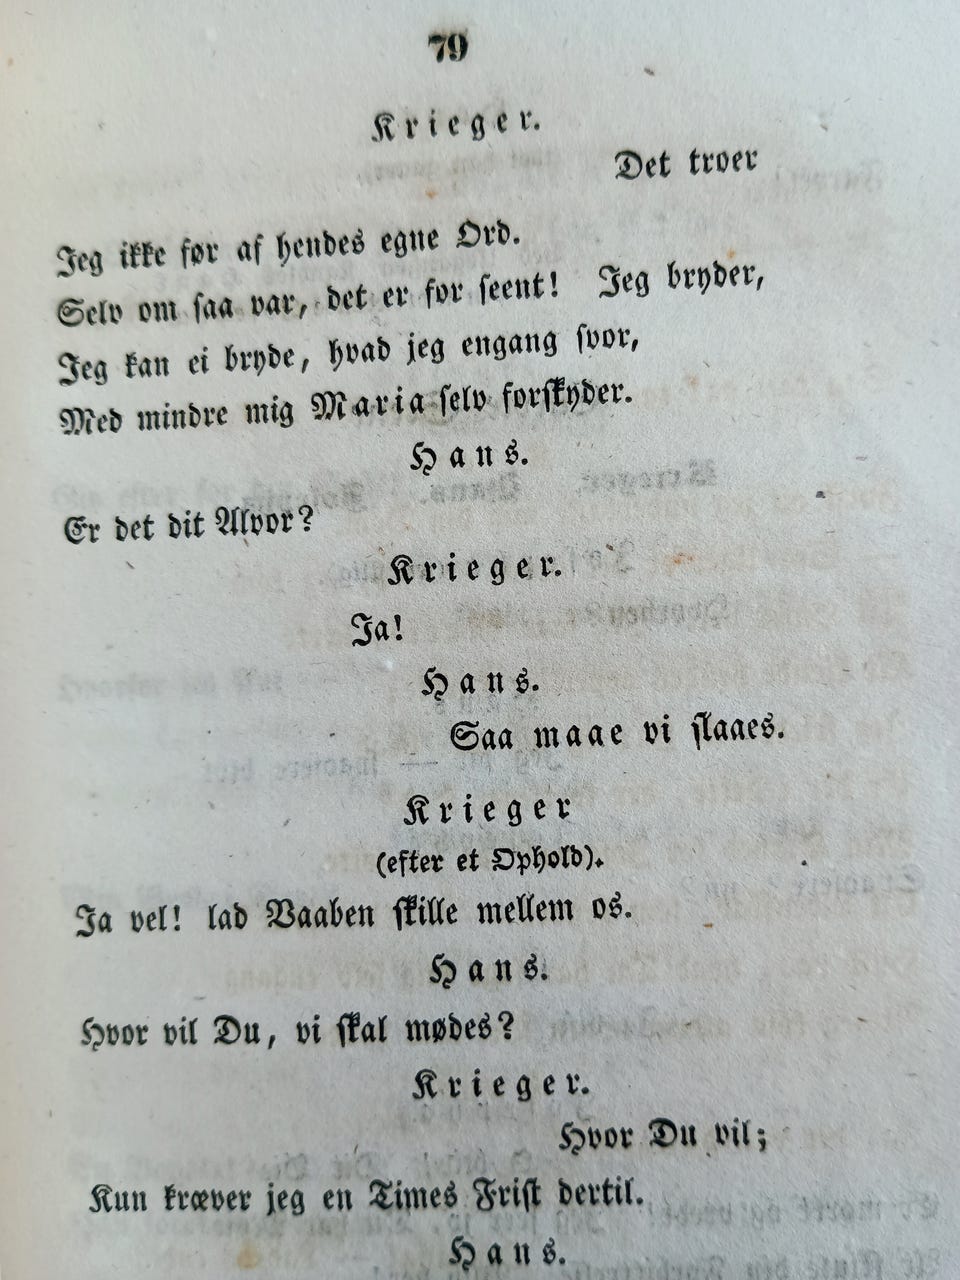 79
Krieger.
Det troer
Jeg ikke før af hendes egne Ord.
Selv om saa var, det er for seent! Jeg bryder,
Jeg kan ei bryde, hvad jeg engang svor,
Med mindre mig Maria selv forskyder.
Hans.
Er det dit Alvor?
Krieger.
Ja!
Hans.
Saa maae vi slaaes.
Krieger
(efter et Ophold).
Ja vel! lad Vaaben skille mellem os.
Hans.
Hvor vil Du, vi skal mødes?
Krieger.
Hvor Du vil;
Kun kræver jeg en Times Frist dertil.
Hans.